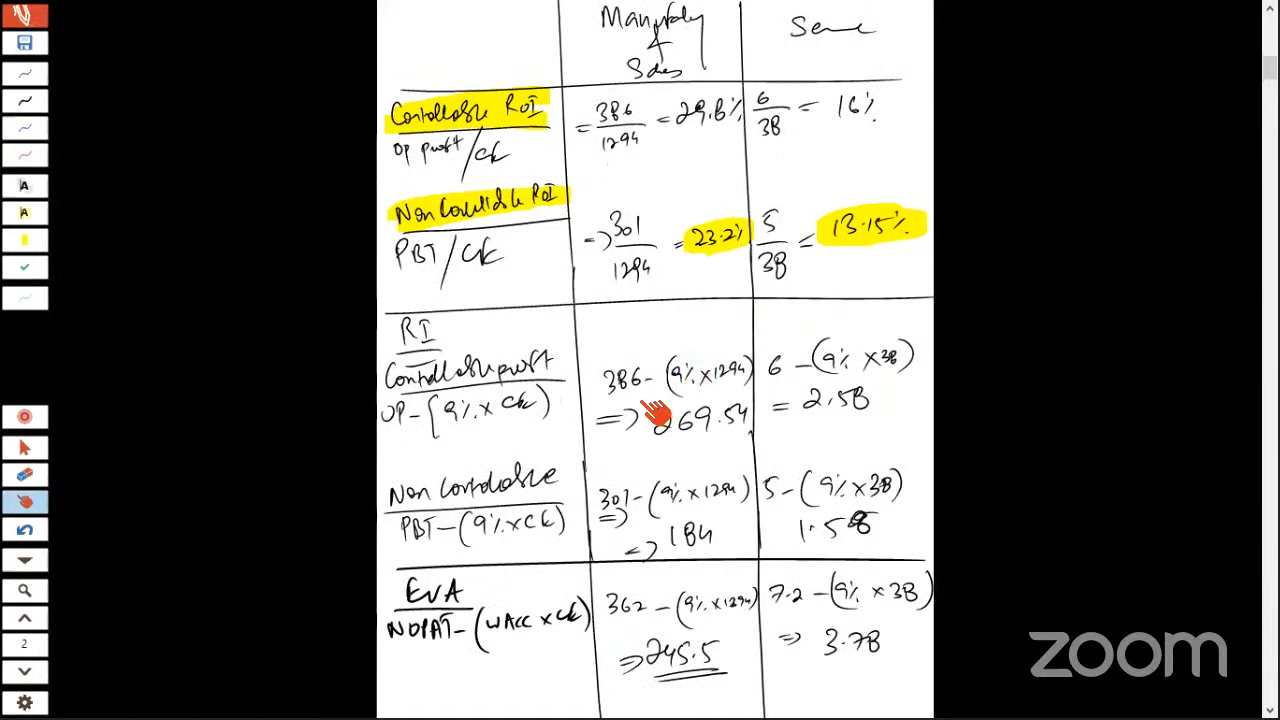 & Sales
Controllable ROI = 386/1294 = 29.8% 6/38 = 16%
Op profit/CE
Non Controllable ROI
PBT/CE => 301/1294 = 23.2% 5/38 = 13.15%
RI
Controllable profit 386 - (9% x 1294) 6 - (9% x 38)
OP - (9% x CE) => 269.54 = 2.58
Non Controllable 301 - (9% x 1294) 5 - (9% x 38)
PBT - (9% x CE) => => 184 1.58
EVA 362 - (9% x 1294) 7.2 - (9% x 38)
NOPAT - (WACC x CE) => 245.5 => 3.78
A
A
2
zoom